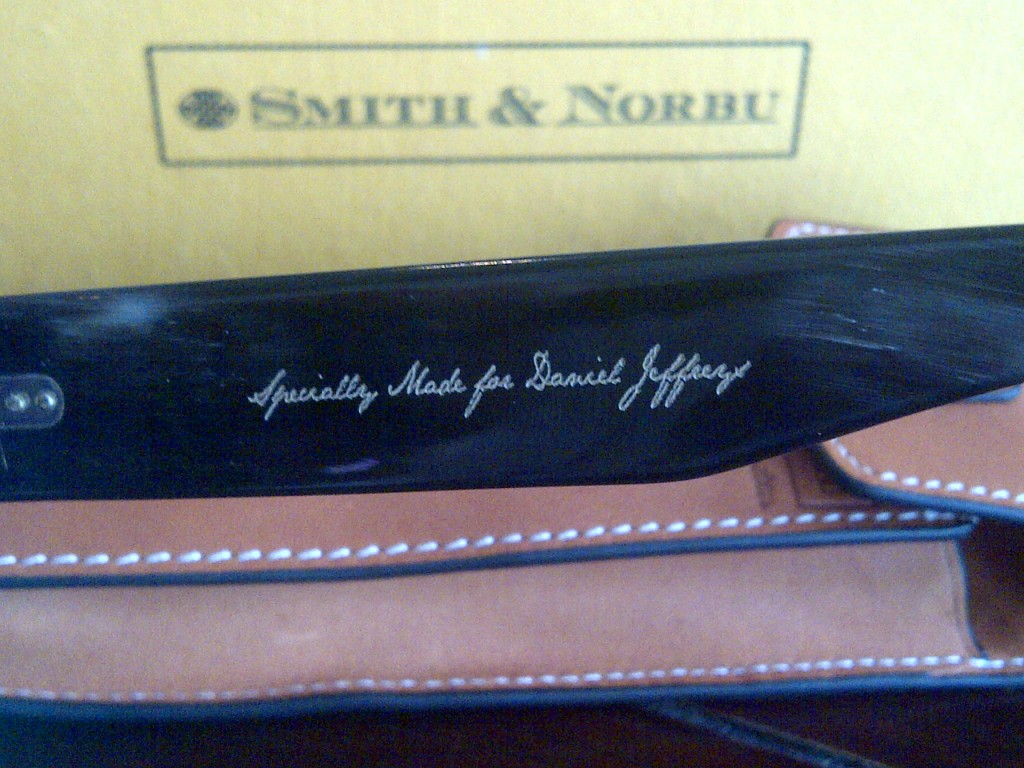 SMITH & NORBU
Specially Made for Daniel Jeffreys